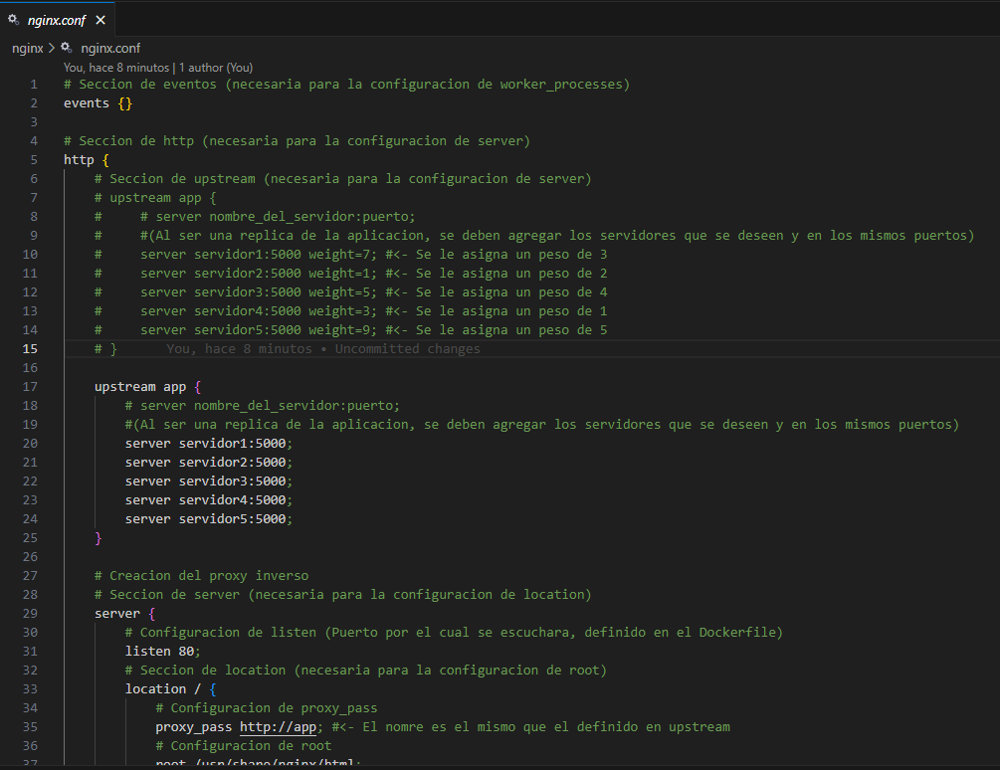 nginx.conf
nginx > nginx.conf
You, hace 8 minutos | 1 author (You)
1 # Seccion de eventos (necesaria para la configuracion de worker_processes)
2 events {}
3
4 # Seccion de http (necesaria para la configuracion de server)
5 http {
6 # Seccion de upstream (necesaria para la configuracion de server)
7 # upstream app {
8 # # server nombre_del_servidor:puerto;
9 # #(Al ser una replica de la aplicacion, se deben agregar los servidores que se deseen y en los mismos puertos)
10 # server servidor1:5000 weight=7; #<- Se le asigna un peso de 3
11 # server servidor2:5000 weight=1; #<- Se le asigna un peso de 2
12 # server servidor3:5000 weight=5; #<- Se le asigna un peso de 4
13 # server servidor4:5000 weight=3; #<- Se le asigna un peso de 1
14 # server servidor5:5000 weight=9; #<- Se le asigna un peso de 5
15 # } You, hace 8 minutos • Uncommitted changes
16
17 upstream app {
18 # server nombre_del_servidor:puerto;
19 #(Al ser una replica de la aplicacion, se deben agregar los servidores que se deseen y en los mismos puertos)
20 server servidor1:5000;
21 server servidor2:5000;
22 server servidor3:5000;
23 server servidor4:5000;
24 server servidor5:5000;
25 }
26
27 # Creacion del proxy inverso
28 # Seccion de server (necesaria para la configuracion de location)
29 server {
30 # Configuracion de listen (Puerto por el cual se escuchara, definido en el Dockerfile)
31 listen 80;
32 # Seccion de location (necesaria para la configuracion de root)
33 location / {
34 # Configuracion de proxy_pass
35 proxy_pass http://app; #<- El nomre es el mismo que el definido en upstream
36 # Configuracion de root
37 root /usr/share/nginx/html;